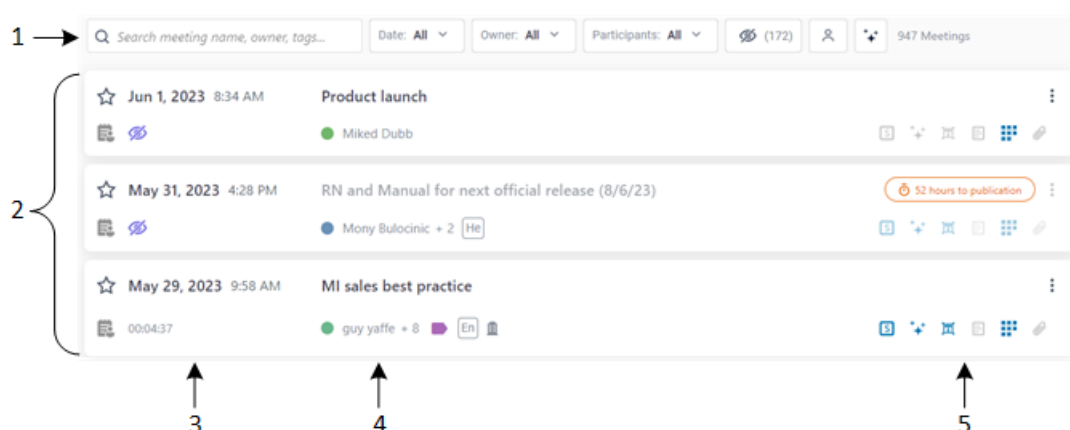 1
Search meeting name, owner, tags...
Date: All
Owner: All
Participants: All
(172)
947 Meetings
Jun 1, 2023 8:34 AM Product launch
Miked Dubb
S
2
May 31, 2023 4:28 PM RN and Manual for next official release (8/6/23) 52 hours to publication
Mony Bulocinic + 2 He
S
May 29, 2023 9:58 AM MI sales best practice
00:04:37 guy yaffe + 8 En
S
3 4 5